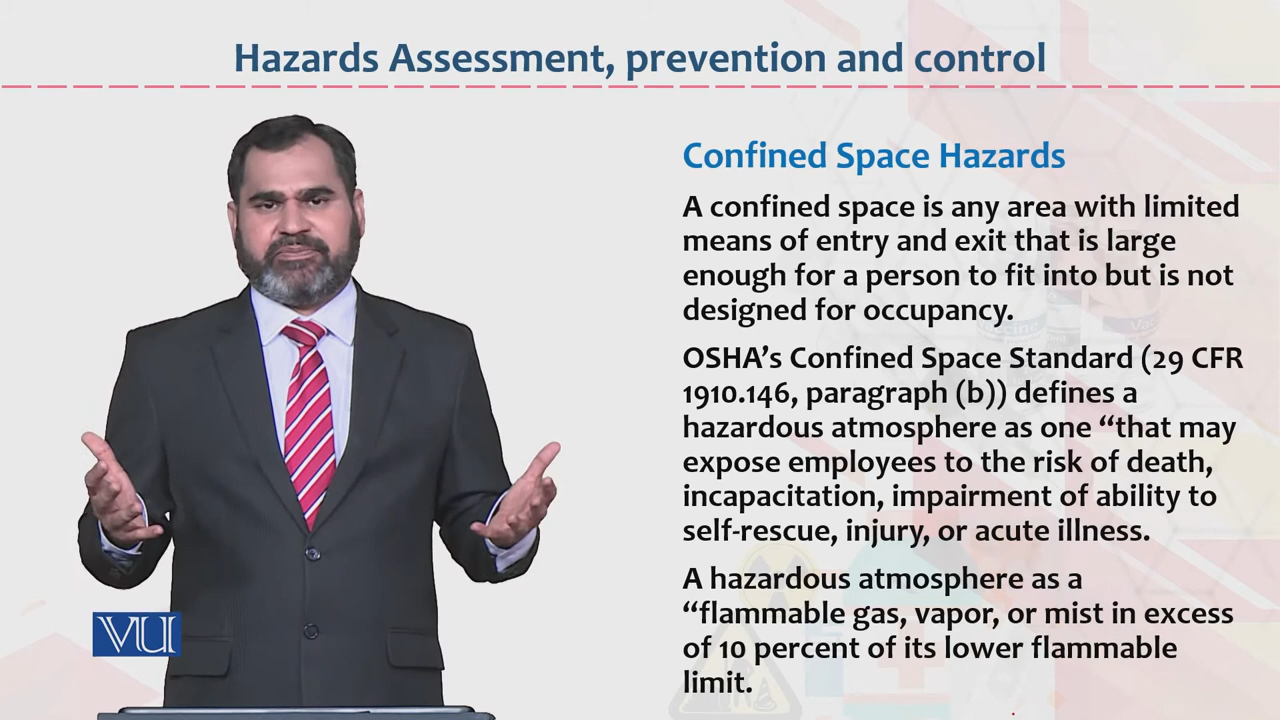 Hazards Assessment, prevention and control
Confined Space Hazards
A confined space is any area with limited
means of entry and exit that is large
enough for a person to fit into but is not
designed for occupancy.
OSHA’s Confined Space Standard (29 CFR
1910.146, paragraph (b)) defines a
hazardous atmosphere as one “that may
expose employees to the risk of death,
incapacitation, impairment of ability to
self-rescue, injury, or acute illness.
A hazardous atmosphere as a
“flammable gas, vapor, or mist in excess
of 10 percent of its lower flammable
limit.
VU